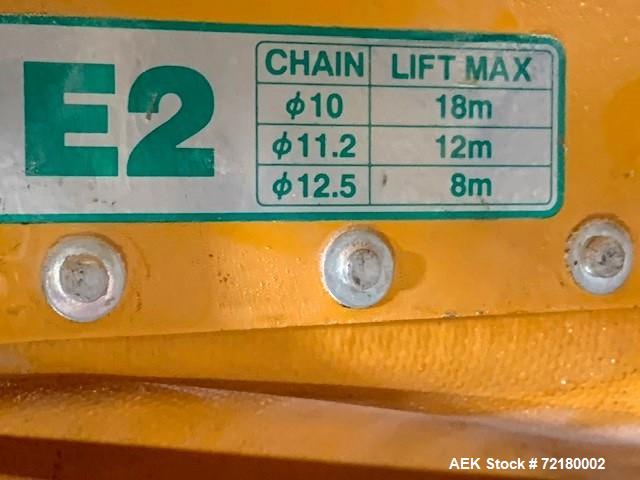 E2
CHAIN LIFT MAX
ϕ10 18m
ϕ11.2 12m
ϕ12.5 8m
AEK Stock #72180002